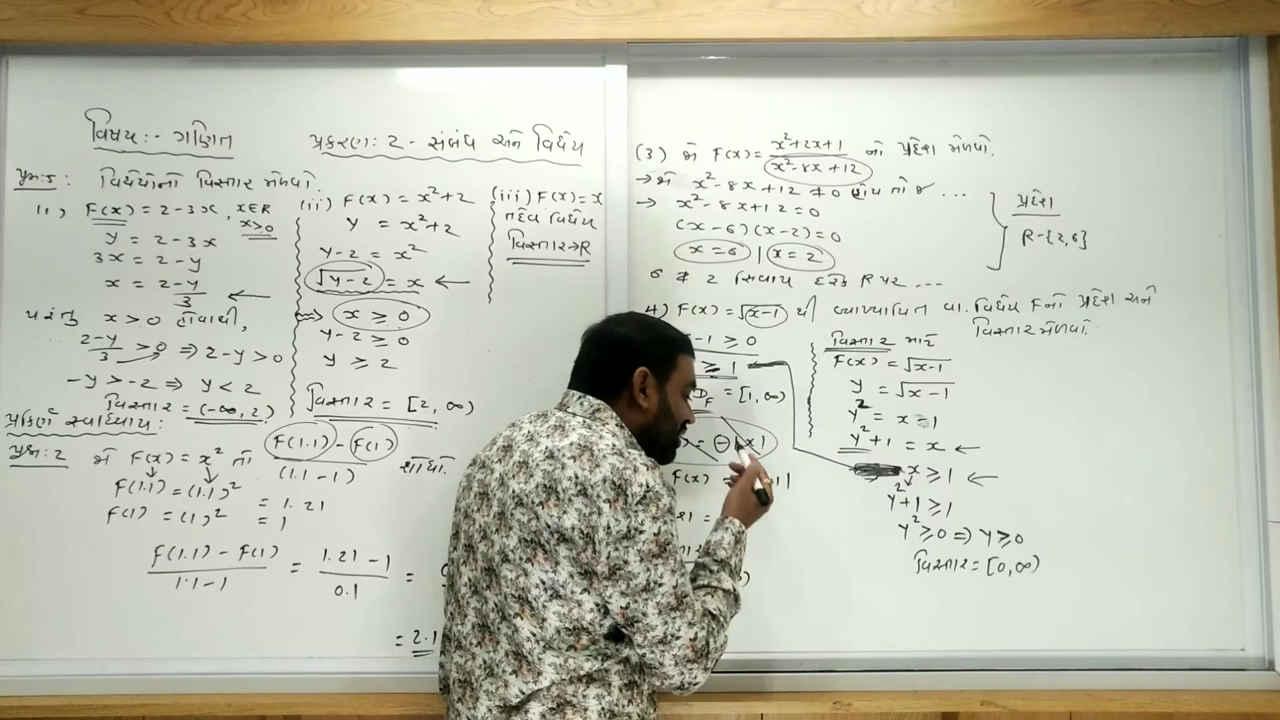 વિષય:- ગણિત
પ્રકરણ: 2 - સંબંધ અને વિધેય
વિધેયોનો વિસ્તાર મેળવો.
(i) F(x) = 2-3x, x∈R
x>0
y = 2-3x
3x = 2-y
x = 2-y/3 ←
પરંતુ x>0 હોવાથી,
2-y/3 > 0 ⇒ 2-y>0
-y>-2 ⇒ y<2
વિસ્તાર = (-∞, 2)
(ii) F(x) = x²+2
y = x²+2
y-2 = x²
√y-2 = x ←
x ≥ 0
y-2 ≥ 0
y ≥ 2
વિસ્તાર = [2, ∞)
(iii) F(x) = x
તદેવ વિધેય
વિસ્તાર→R
પ્રકીર્ણ સ્વાધ્યાય:
પ્રશ્ન: 2 જો F(x) = x² તો F(1.1)-F(1)/(1.1-1) શોધો.
F(1.1) = (1.1)² = 1.21
F(1) = (1)² = 1
F(1.1)-F(1)/1.1-1 = 1.21-1/0.1 =
= 2.1
(3) જો F(x) = x²+2x+1/x²-8x+12 નો પ્રદેશ મેળવો.
→ જો x²-8x+12 ≠0 હોય તો જ ...
→ x²-8x+12=0
(x-6)(x-2)=0
x=6 | x=2
6 ને 2 સિવાય દરેક R પર ...
પ્રદેશ
R-{2,6}
4) F(x) = √x-1 થી વ્યાખ્યાયિત વા. વિધેય Fનો પ્રદેશ અને
વિસ્તાર મેળવો.
-1 ≥ 0
≥ 1
D_F = [1,∞)
F(x) =
વિસ્તાર માટે
F(x) = √x-1
y = √x-1
y² = x-1
y²+1 = x ←
x ≥ 1 ←
y²+1 ≥ 1
y² ≥ 0 ⇒ y ≥ 0
વિસ્તાર = [0,∞)